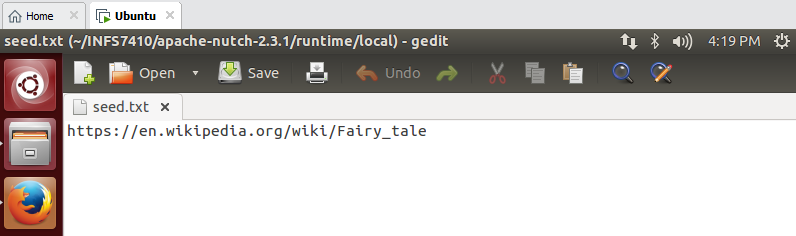 Home
Ubuntu
seed.txt (~/INFS7410/apache-nutch-2.3.1/runtime/local) - gedit
4:19 PM
Open
Save
Undo
seed.txt
https://en.wikipedia.org/wiki/Fairy_tale